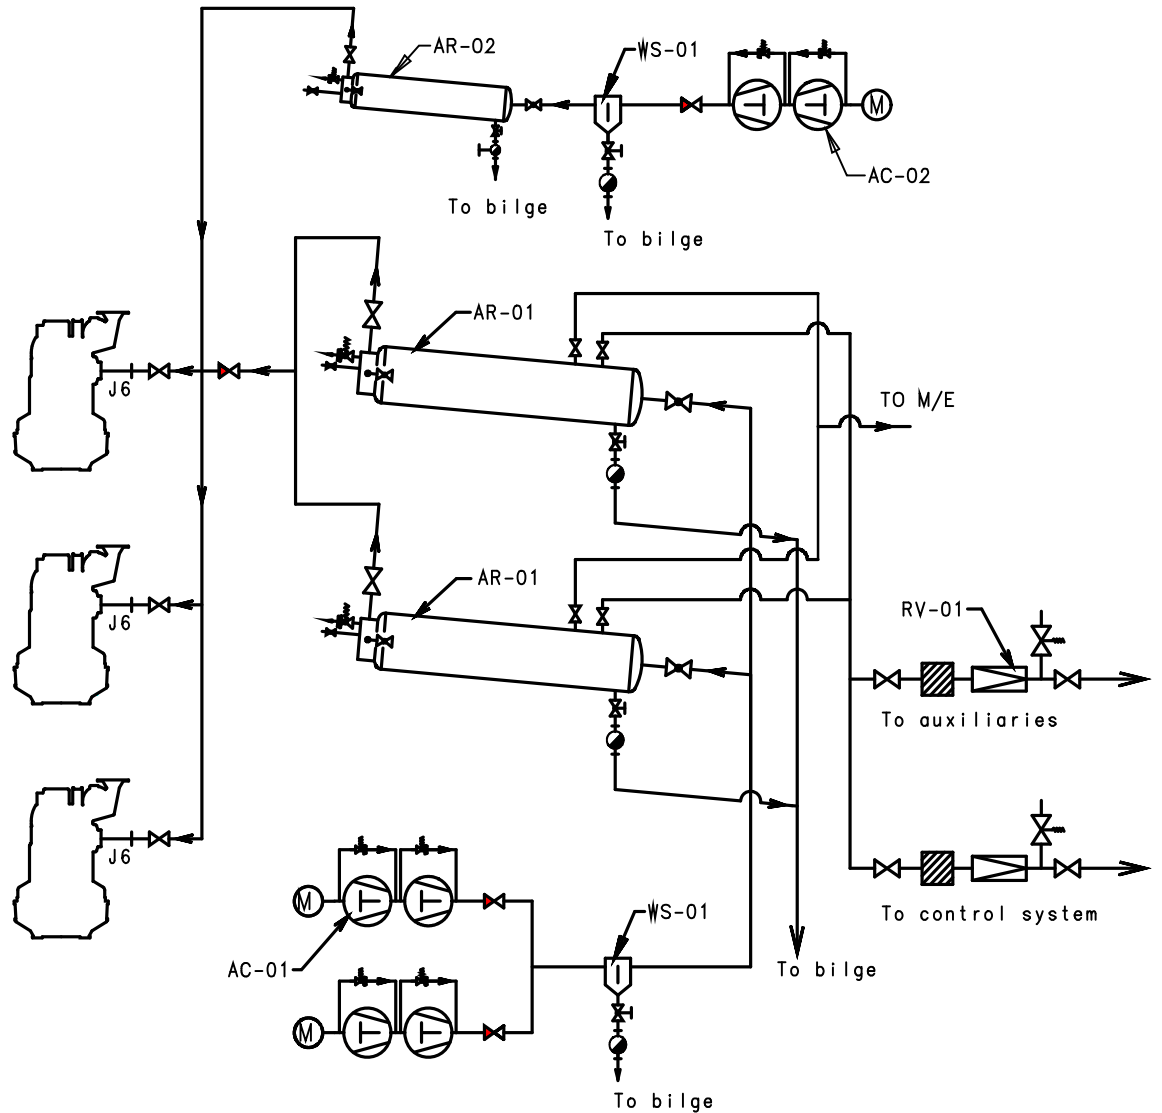 AR-02
WS-01
M
AC-02
To bilge
To bilge
AR-01
J6
TO M/E
AR-01
RV-01
J6
To auxiliaries
J6
M
WS-01
To control system
AC-01
To bilge
M
To bilge